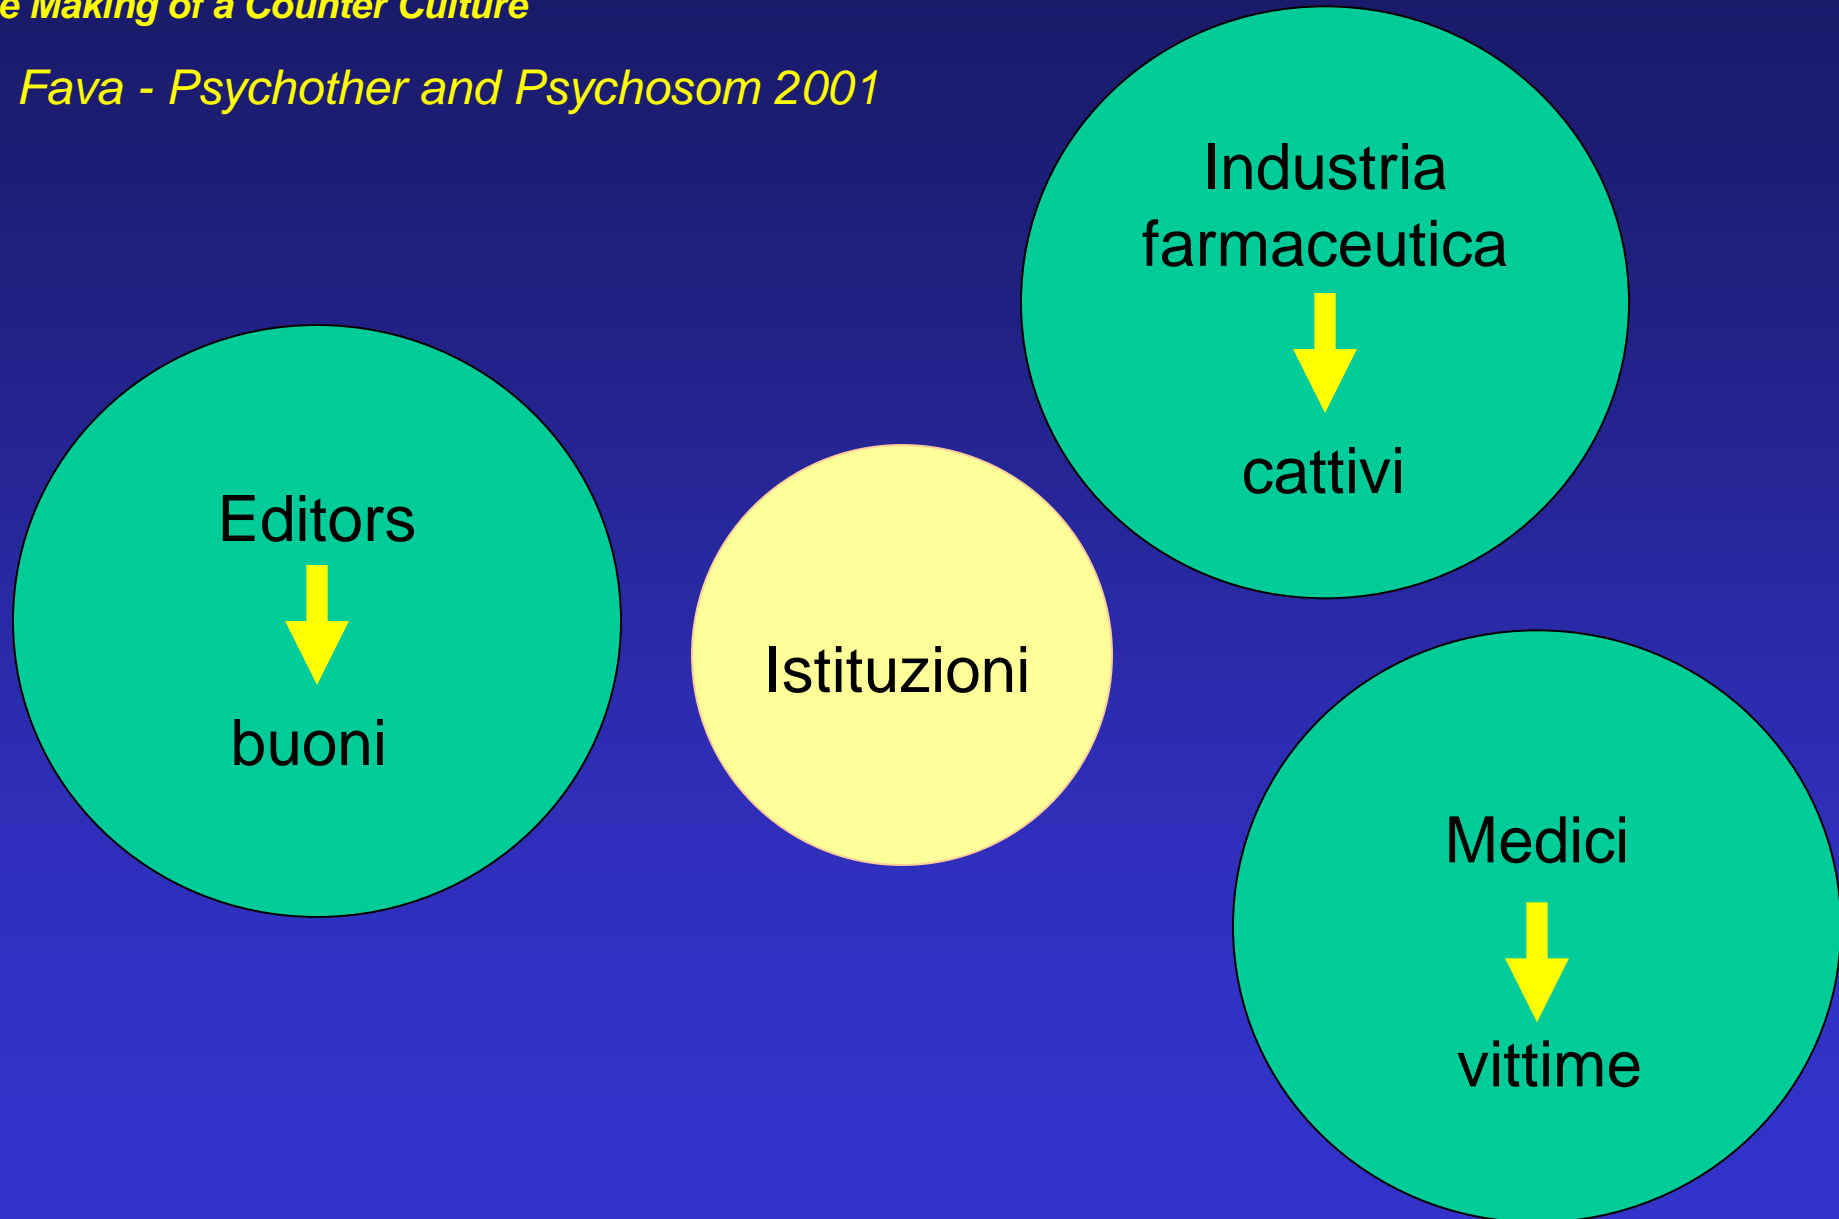 Making of a Counter Culture
Fava - Psychother and Psychosom 2001
Industria
farmaceutica
cattivi
Editors
buoni
Istituzioni
Medici
vittime